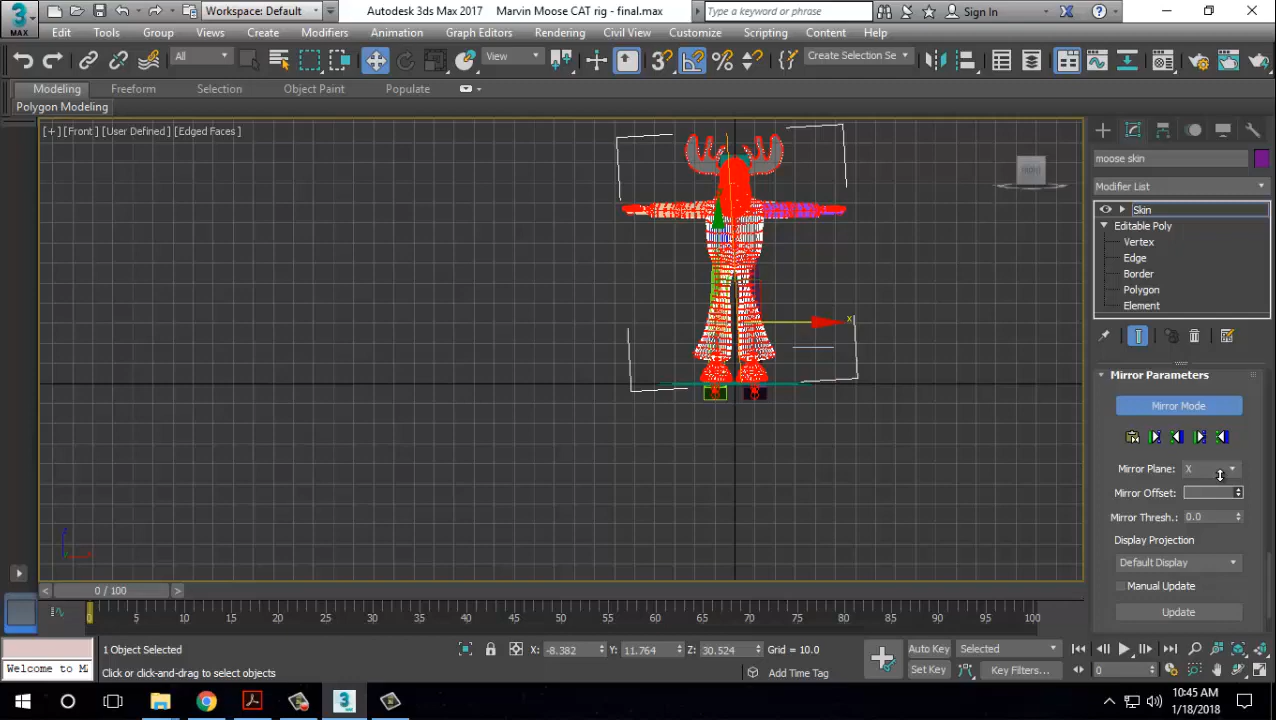 Workspace: Default
Autodesk 3ds Max 2017 Marvin Moose CAT rig - final.max
Type a keyword or phrase
Sign In
MAX
Edit Tools Group Views Create Modifiers Animation Graph Editors Rendering Civil View Customize Scripting Content Help
All
View
Create Selection Se
Modeling Freeform Selection Object Paint Populate
Polygon Modeling
[+] [Front] [User Defined] [Edged Faces]
moose skin
Modifier List
Skin
Editable Poly
Vertex
Edge
Border
Polygon
Element
Mirror Parameters
Mirror Mode
Mirror Plane: X
Mirror Offset:
Mirror Thresh.: 0.0
Display Projection
Default Display
Manual Update
Update
x
0 / 100
0 5 10 15 20 25 30 35 40 45 50 55 60 65 70 75 80 85 90 95 100
1 Object Selected
X: -8.382 Y: 11.764 Z: 30.524 Grid = 10.0
Auto Key Selected
Welcome to M
Click or click-and-drag to select objects
Add Time Tag
Set Key Key Filters... 0
10:45 AM
1/18/2018